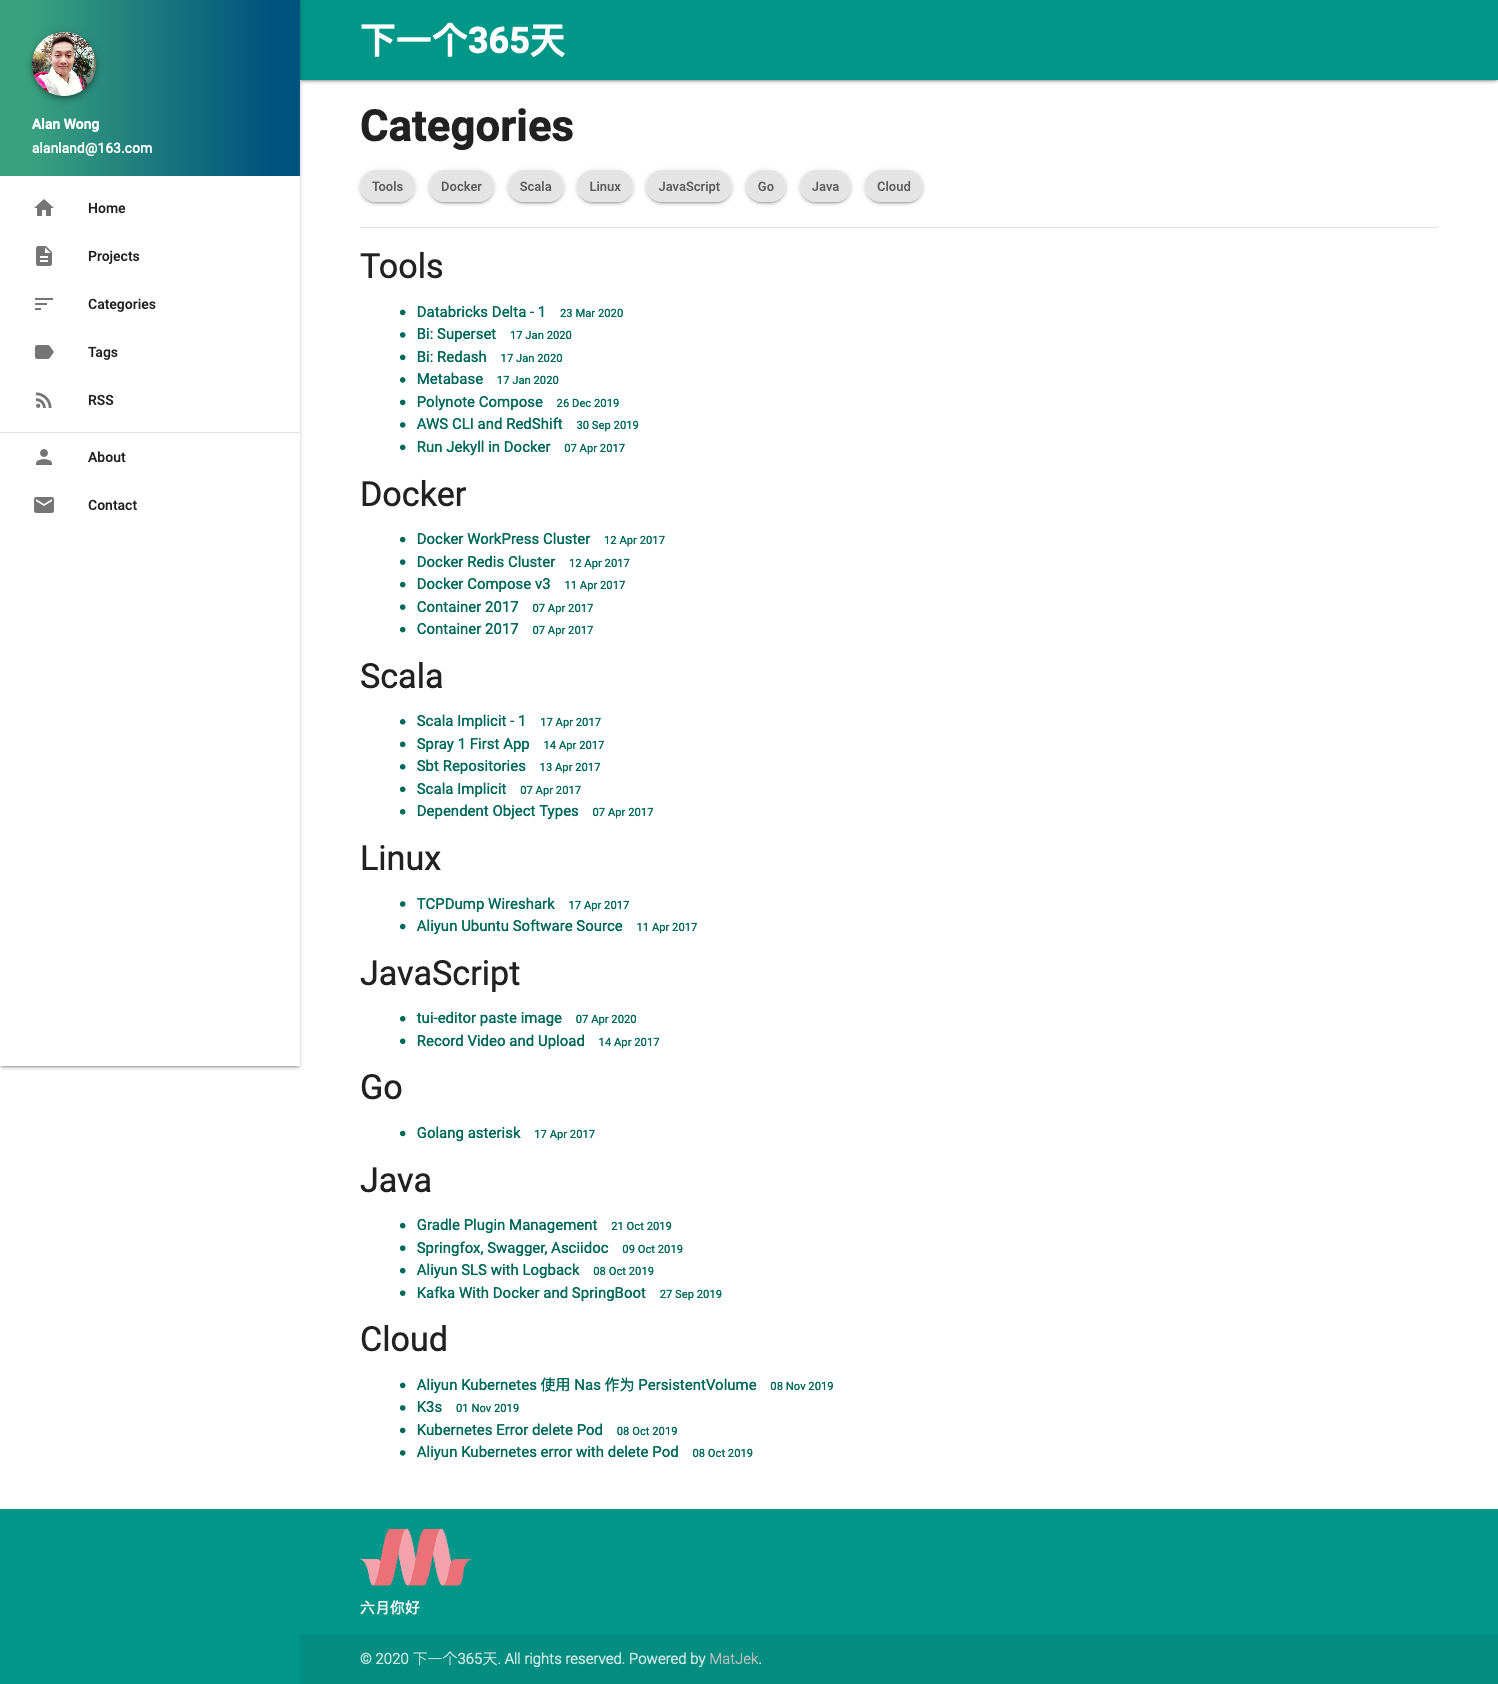 Alan Wong
alanland@163.com
Home
Projects
Categories
Tags
RSS
About
Contact
下一个365天
Categories
Tools Docker Scala Linux JavaScript Go Java Cloud
Tools
Databricks Delta - 1 23 Mar 2020
Bi: Superset 17 Jan 2020
Bi: Redash 17 Jan 2020
Metabase 17 Jan 2020
Polynote Compose 26 Dec 2019
AWS CLI and RedShift 30 Sep 2019
Run Jekyll in Docker 07 Apr 2017
Docker
Docker WorkPress Cluster 12 Apr 2017
Docker Redis Cluster 12 Apr 2017
Docker Compose v3 11 Apr 2017
Container 2017 07 Apr 2017
Container 2017 07 Apr 2017
Scala
Scala Implicit - 1 17 Apr 2017
Spray 1 First App 14 Apr 2017
Sbt Repositories 13 Apr 2017
Scala Implicit 07 Apr 2017
Dependent Object Types 07 Apr 2017
Linux
TCPDump Wireshark 17 Apr 2017
Aliyun Ubuntu Software Source 11 Apr 2017
JavaScript
tui-editor paste image 07 Apr 2020
Record Video and Upload 14 Apr 2017
Go
Golang asterisk 17 Apr 2017
Java
Gradle Plugin Management 21 Oct 2019
Springfox, Swagger, Asciidoc 09 Oct 2019
Aliyun SLS with Logback 08 Oct 2019
Kafka With Docker and SpringBoot 27 Sep 2019
Cloud
Aliyun Kubernetes 使用 Nas 作为 PersistentVolume 08 Nov 2019
K3s 01 Nov 2019
Kubernetes Error delete Pod 08 Oct 2019
Aliyun Kubernetes error with delete Pod 08 Oct 2019
六月你好
© 2020 下一个365天. All rights reserved. Powered by MatJek.